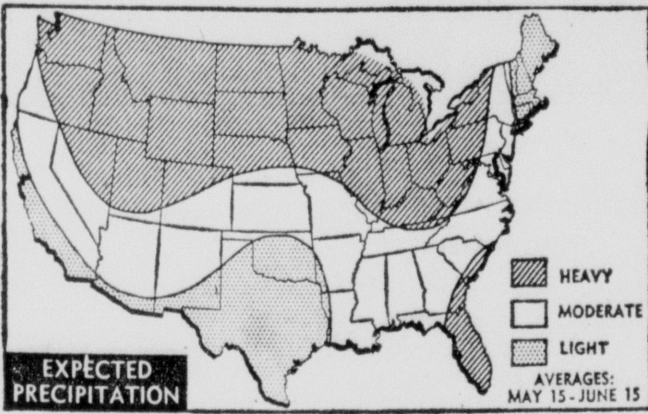 HEAVY
MODERATE
LIGHT
AVERAGES:
MAY 15 - JUNE 15
EXPECTED
PRECIPITATION